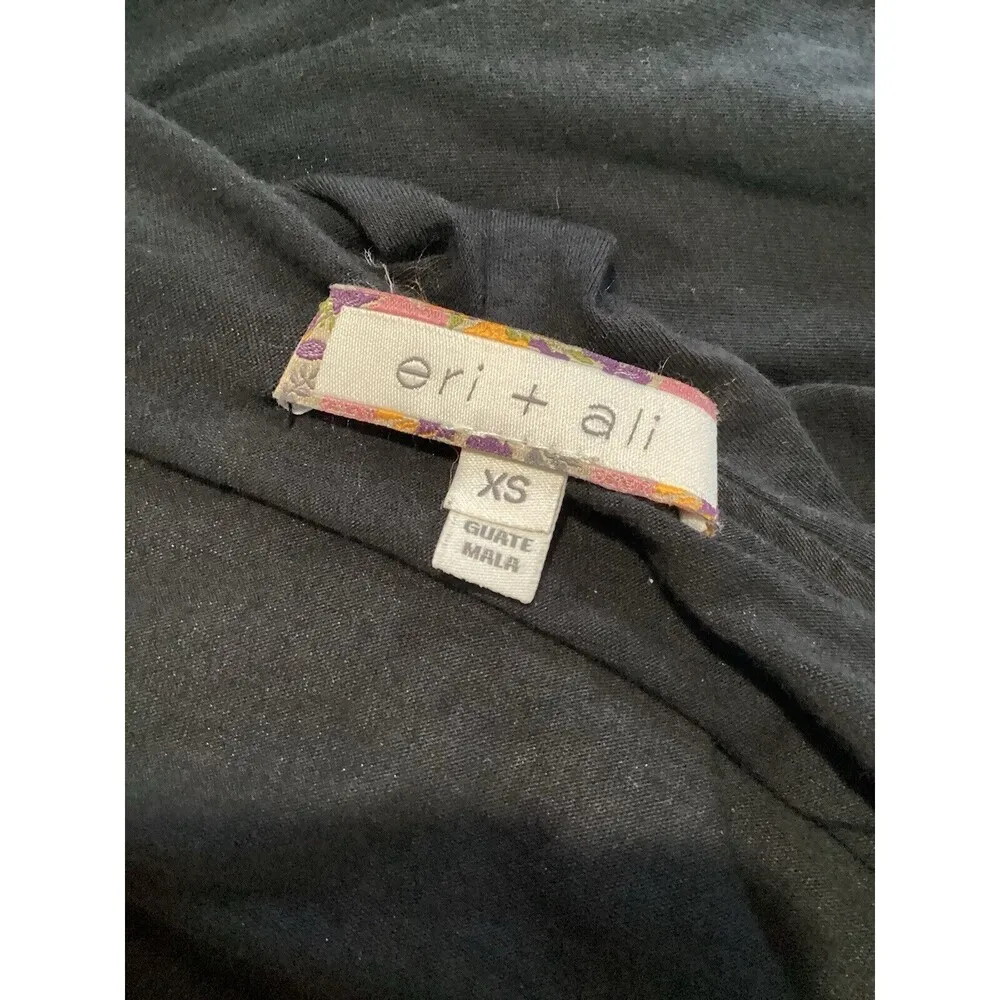 eri + ali
XS
GUATE
MALA